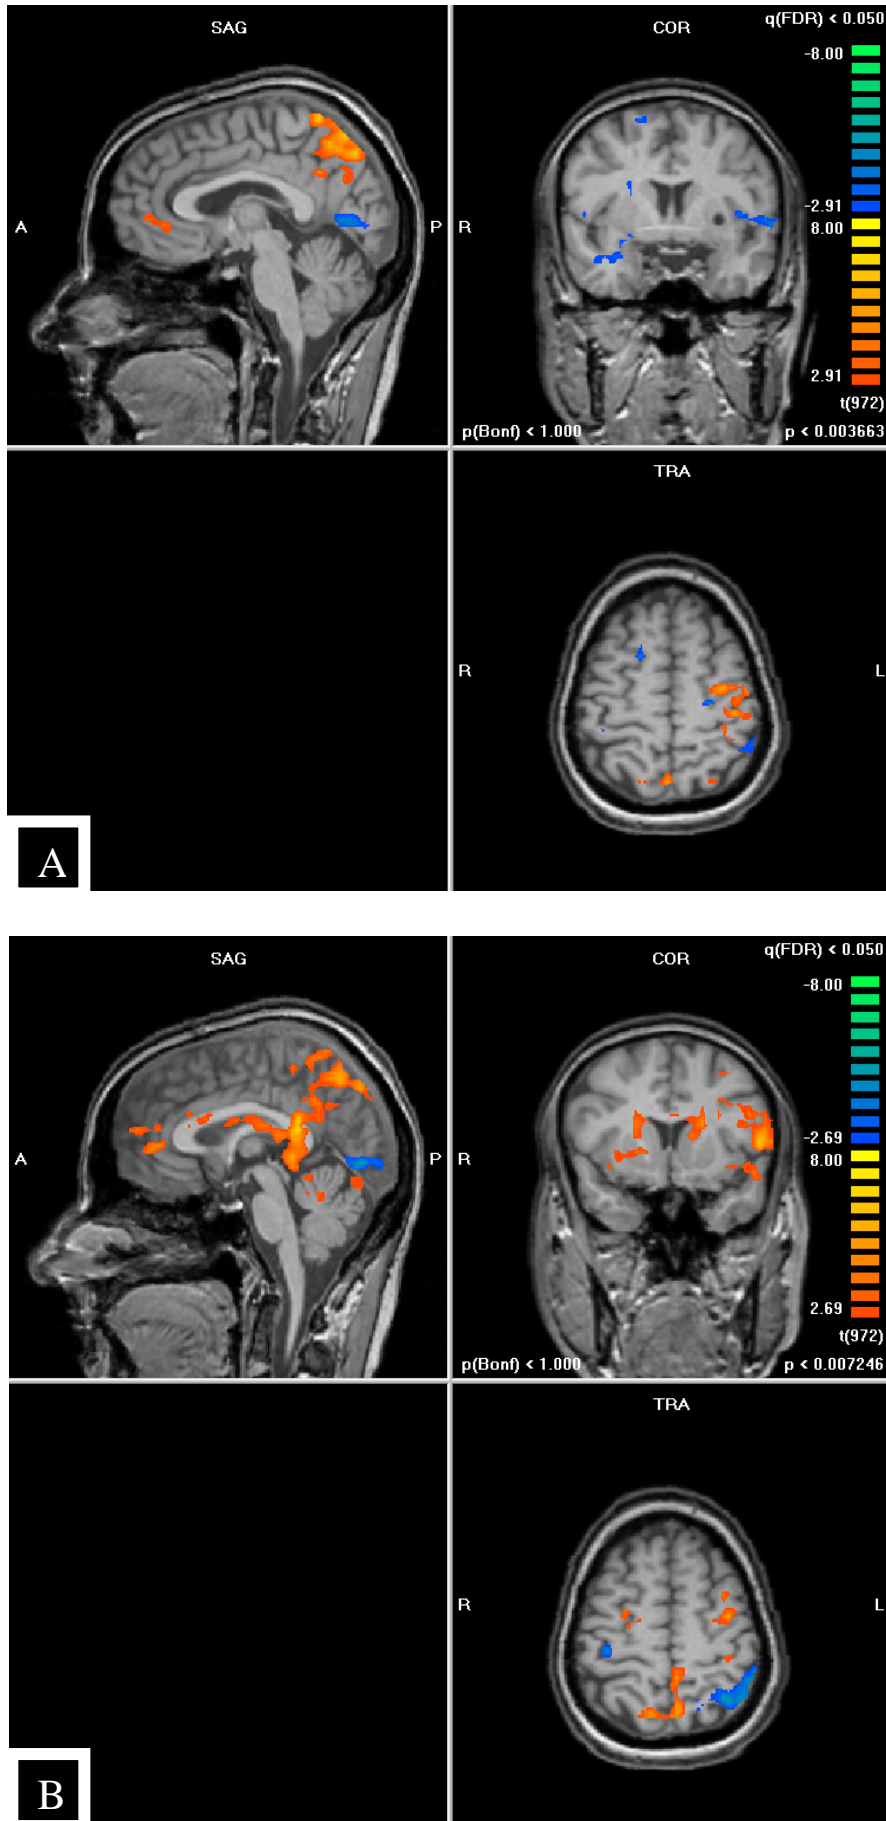 SAG
COR
q(FDR) < 0.050
-8.00
A
P
R
-2.91
8.00
2.91
t(972)
p(Bonf) < 1.000
p < 0.003663
TRA
R
L
A
SAG
COR
q(FDR) < 0.050
-8.00
A
P
R
-2.69
8.00
2.69
t(972)
p(Bonf) < 1.000
p < 0.007246
TRA
R
L
B